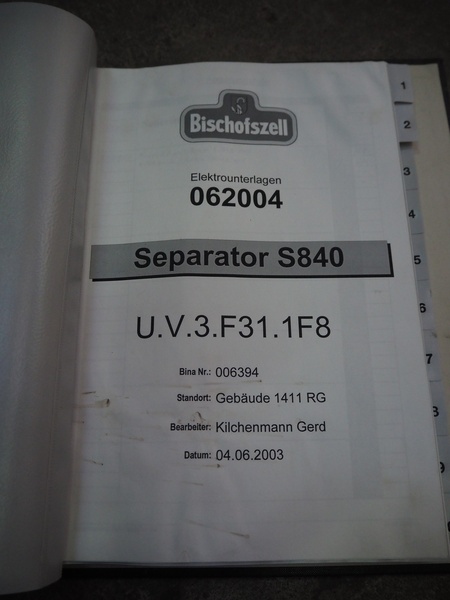 Bischofszell
Elektrounterlagen
062004
Separator S840
U.V.3.F31.1F8
Bina Nr.: 006394
Standort: Gebäude 1411 RG
Bearbeiter: Kilchenmann Gerd
Datum: 04.06.2003
1
2
3
4
5
6
7
8
9